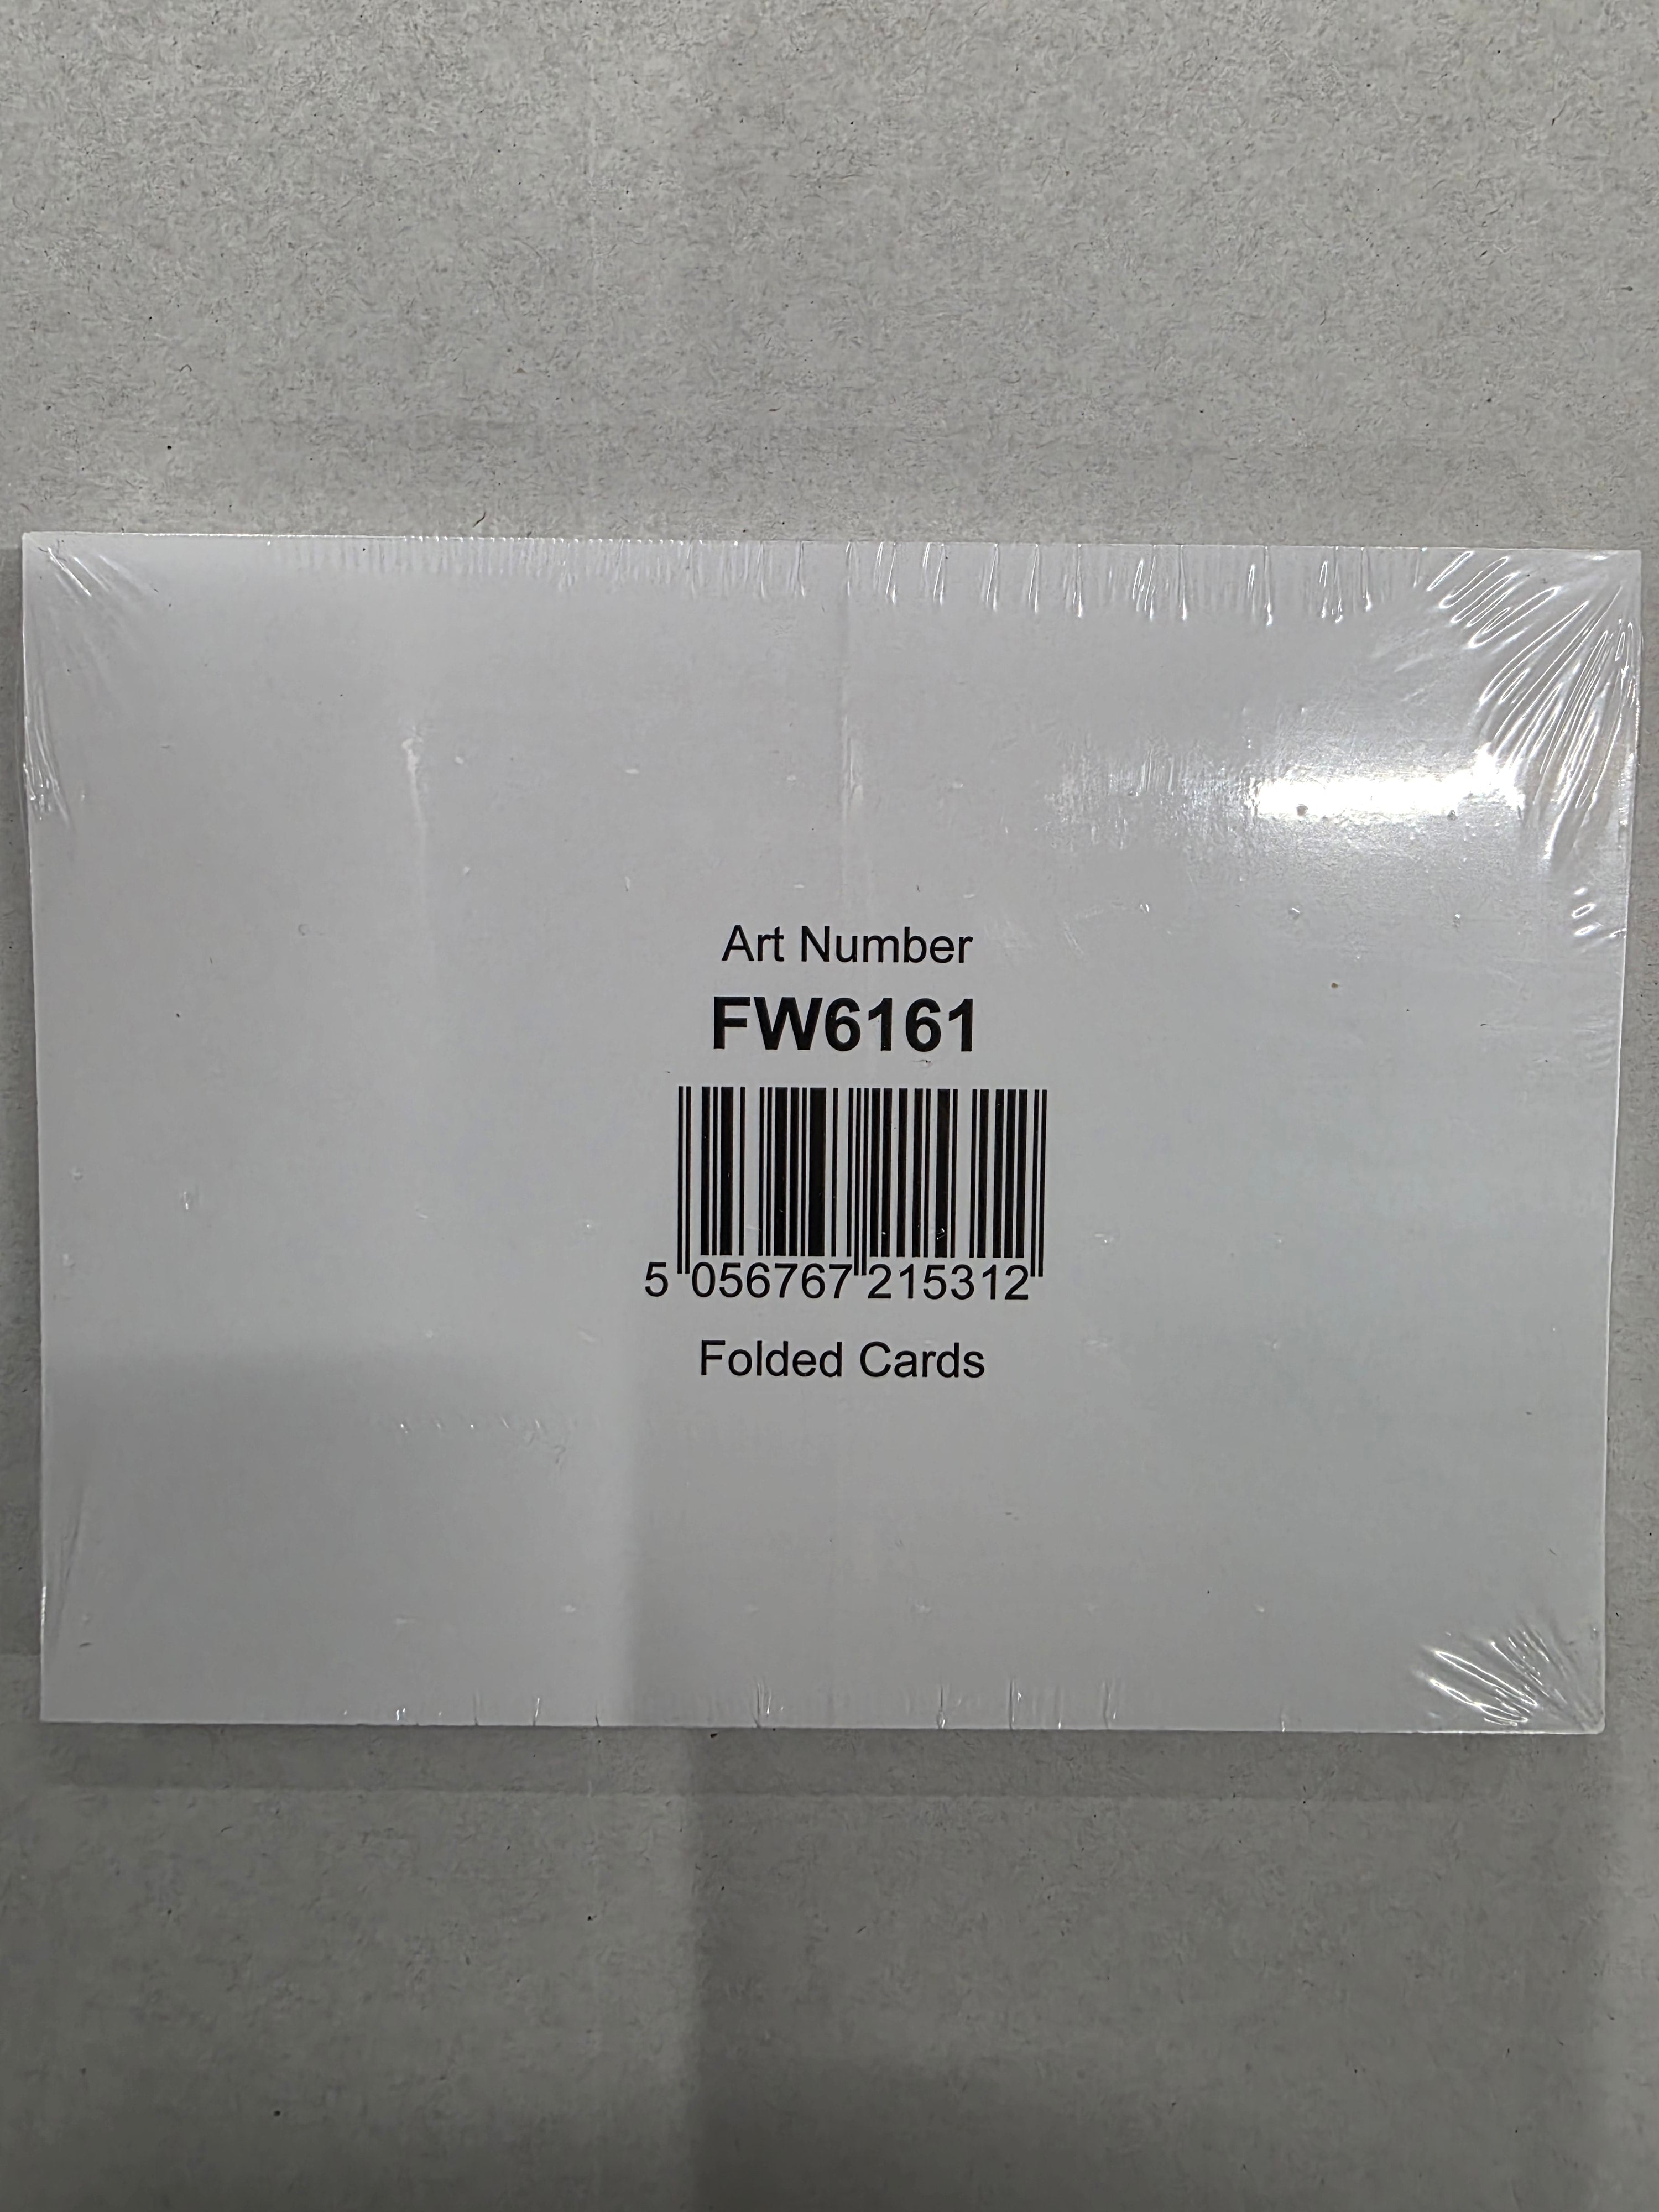 Art Number
FW6161
5 056767 215312
Folded Cards